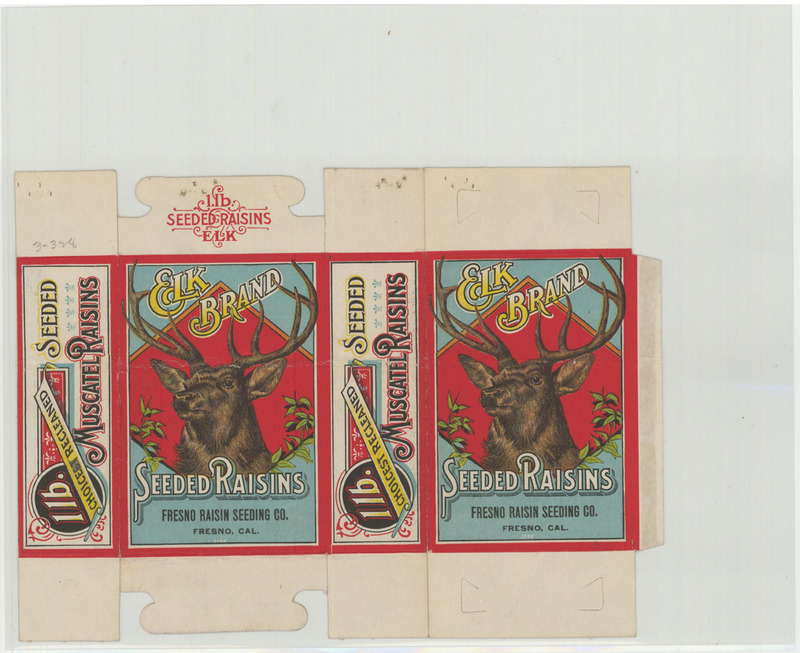 1 lb
SEEDED RAISINS
ELK
3-328
SEEDED
MUSCATEL RAISINS
CHOICEST RECLEANED
1 lb.
ELK
BRAND
SEEDED RAISINS
FRESNO RAISIN SEEDING CO.
FRESNO, CAL.
SEEDED
MUSCATEL RAISINS
CHOICEST RECLEANED
1 lb.
ELK
BRAND
SEEDED RAISINS
FRESNO RAISIN SEEDING CO.
FRESNO, CAL.